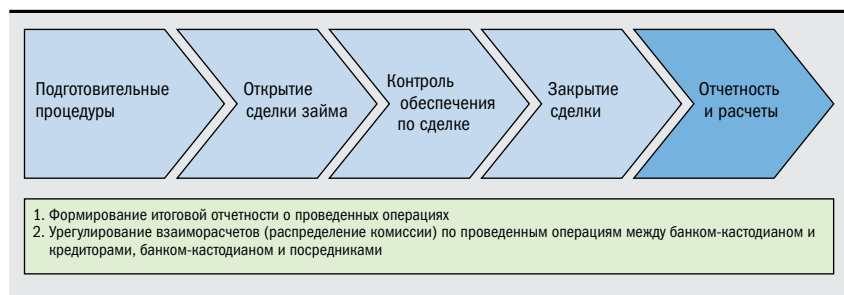 Подготовительные
процедуры
Открытие
сделки займа
Контроль
обеспечения
по сделке
Закрытие
сделки
Отчетность
и расчеты
1. Формирование итоговой отчетности о проведенных операциях
2. Урегулирование взаиморасчетов (распределение комиссии) по проведенным операциям между банком-кастодианом и
кредиторами, банком-кастодианом и посредниками